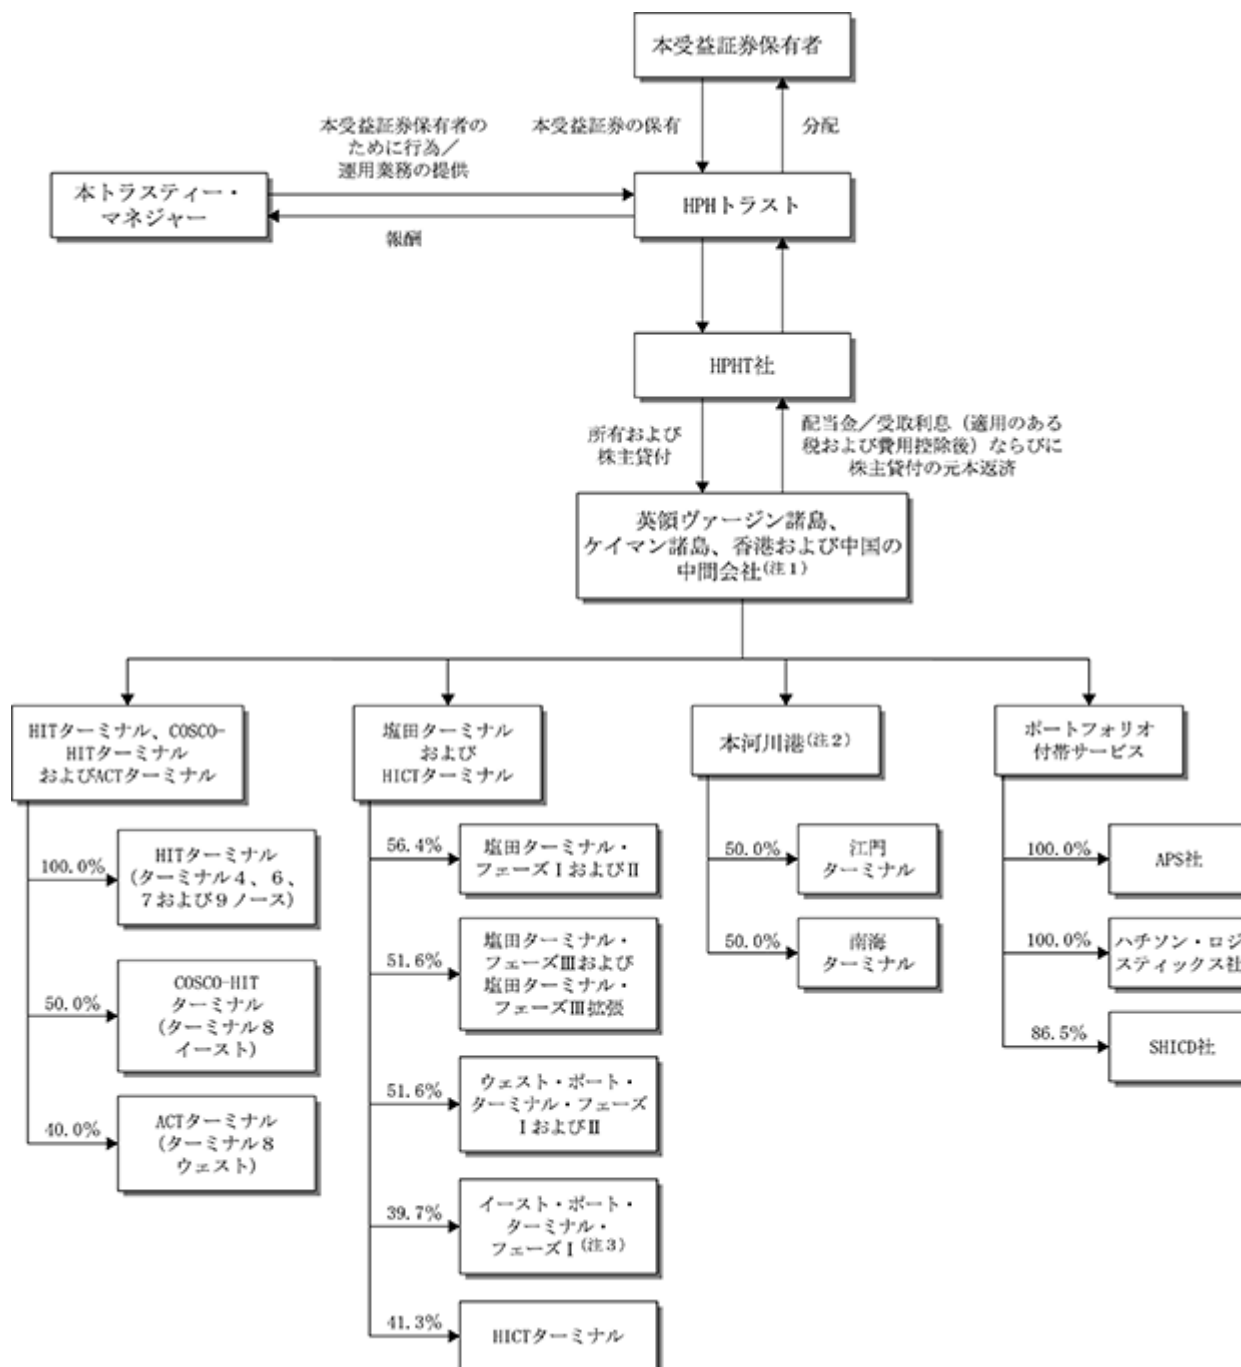 本受益証券保有者
本受益証券保有者の
ために行為／
運用業務の提供
本受益証券の保有
分配
本トラスティー・
マネジャー
HPHトラスト
報酬
HPHT社
所有および
株主貸付
配当金／受取利息（適用のある
税および費用控除後）ならびに
株主貸付の元本返済
英領ヴァージン諸島、
ケイマン諸島、香港および中国の
中間会社(注1)
HITターミナル、COSCO-
HITターミナル
およびACTターミナル
100.0%
HITターミナル
(ターミナル4、6、
7および9ノース)
50.0%
COSCO-HIT
ターミナル
(ターミナル8
イースト)
40.0%
ACTターミナル
(ターミナル8
ウェスト)
塩田ターミナル
および
HICTターミナル
56.4%
塩田ターミナル・
フェーズⅠおよびⅡ
51.6%
塩田ターミナル・
フェーズⅢおよび
塩田ターミナル・
フェーズⅢ拡張
51.6%
ウェスト・ポート・
ターミナル・フェーズ
ⅠおよびⅡ
39.7%
イースト・ポート・
ターミナル・
フェーズⅠ(注3)
41.3%
HICTターミナル
本河川港(注2)
50.0%
江門
ターミナル
50.0%
南海
ターミナル
ポートフォリオ
付帯サービス
100.0%
APS社
100.0%
ハチソン・ロジ
スティックス社
86.5%
SHICD社